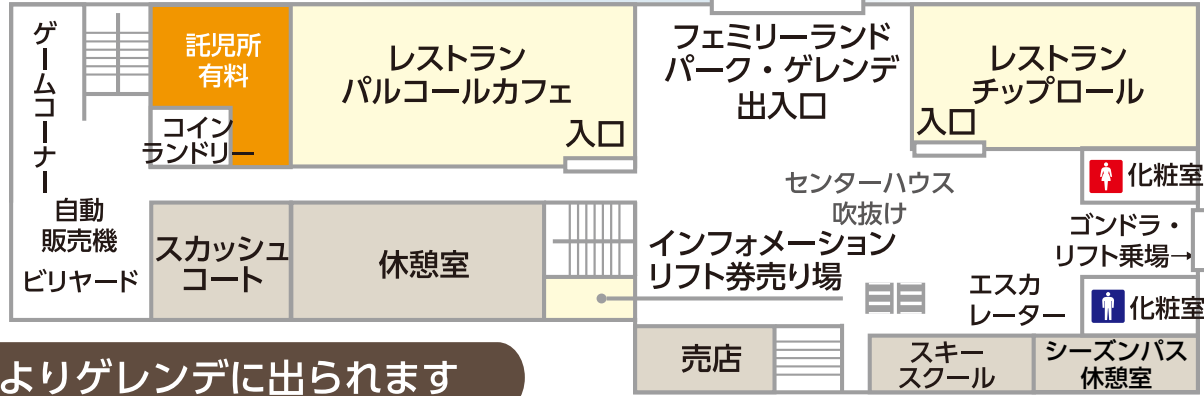 ゲームコーナー
託児所
有料
コイン
ランドリー
レストラン
パルコールカフェ
入口
フェミリーランド
パーク・ゲレンデ
出入口
レストラン
チップロール
入口
化粧室
センターハウス
吹抜け
ゴンドラ・
リフト乗場→
自動
販売機
ビリヤード
スカッシュ
コート
休憩室
インフォメーション
リフト券売り場
エスカ
レーター
化粧室
売店
スキー
スクール
シーズンパス
休憩室
よりゲレンデに出られます